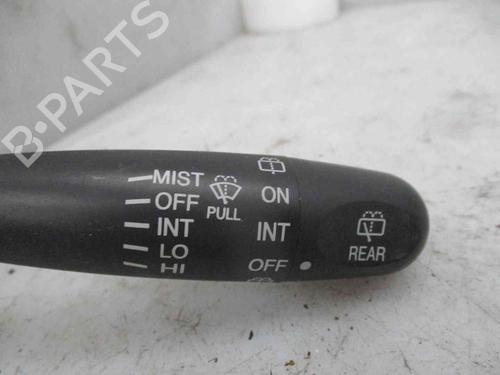 B-PARTS
MIST
OFF
INT
LO
HI
PULL
ON
INT
OFF
REAR